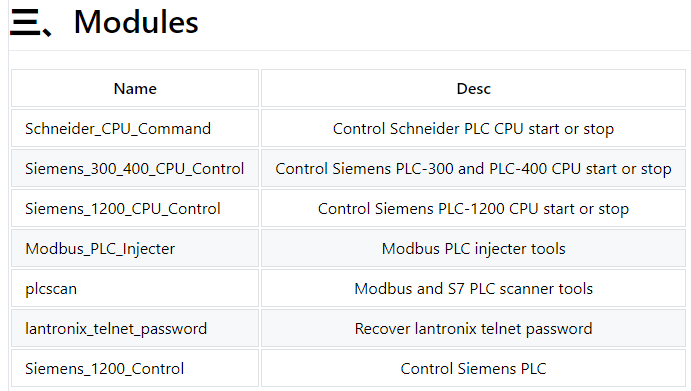 三、Modules
Name Desc
Schneider_CPU_Command Control Schneider PLC CPU start or stop
Siemens_300_400_CPU_Control Control Siemens PLC-300 and PLC-400 CPU start or stop
Siemens_1200_CPU_Control Control Siemens PLC-1200 CPU start or stop
Modbus_PLC_Injecter Modbus PLC injecter tools
plcscan Modbus and S7 PLC scanner tools
lantronix_telnet_password Recover lantronix telnet password
Siemens_1200_Control Control Siemens PLC